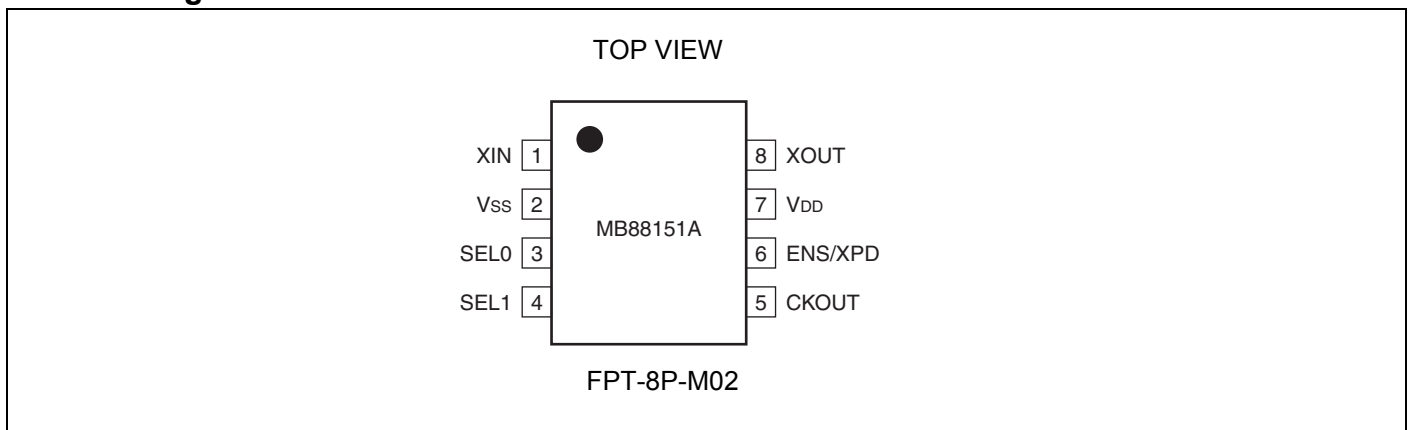 TOP VIEW
XIN 1 8 XOUT
Vss 2 7 VDD
MB88151A
SEL0 3 6 ENS/XPD
SEL1 4 5 CKOUT
FPT-8P-M02